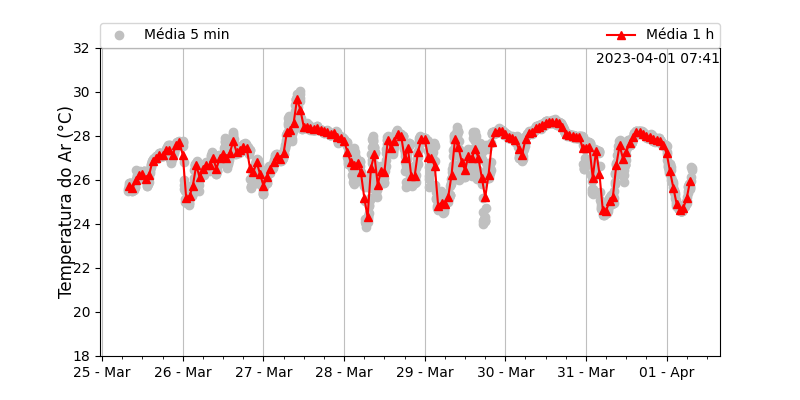 Média 5 min
Média 1 h
2023-04-01 07:41
Temperatura do Ar (°C)
32
30
28
26
24
22
20
18
25 - Mar
26 - Mar
27 - Mar
28 - Mar
29 - Mar
30 - Mar
31 - Mar
01 - Apr